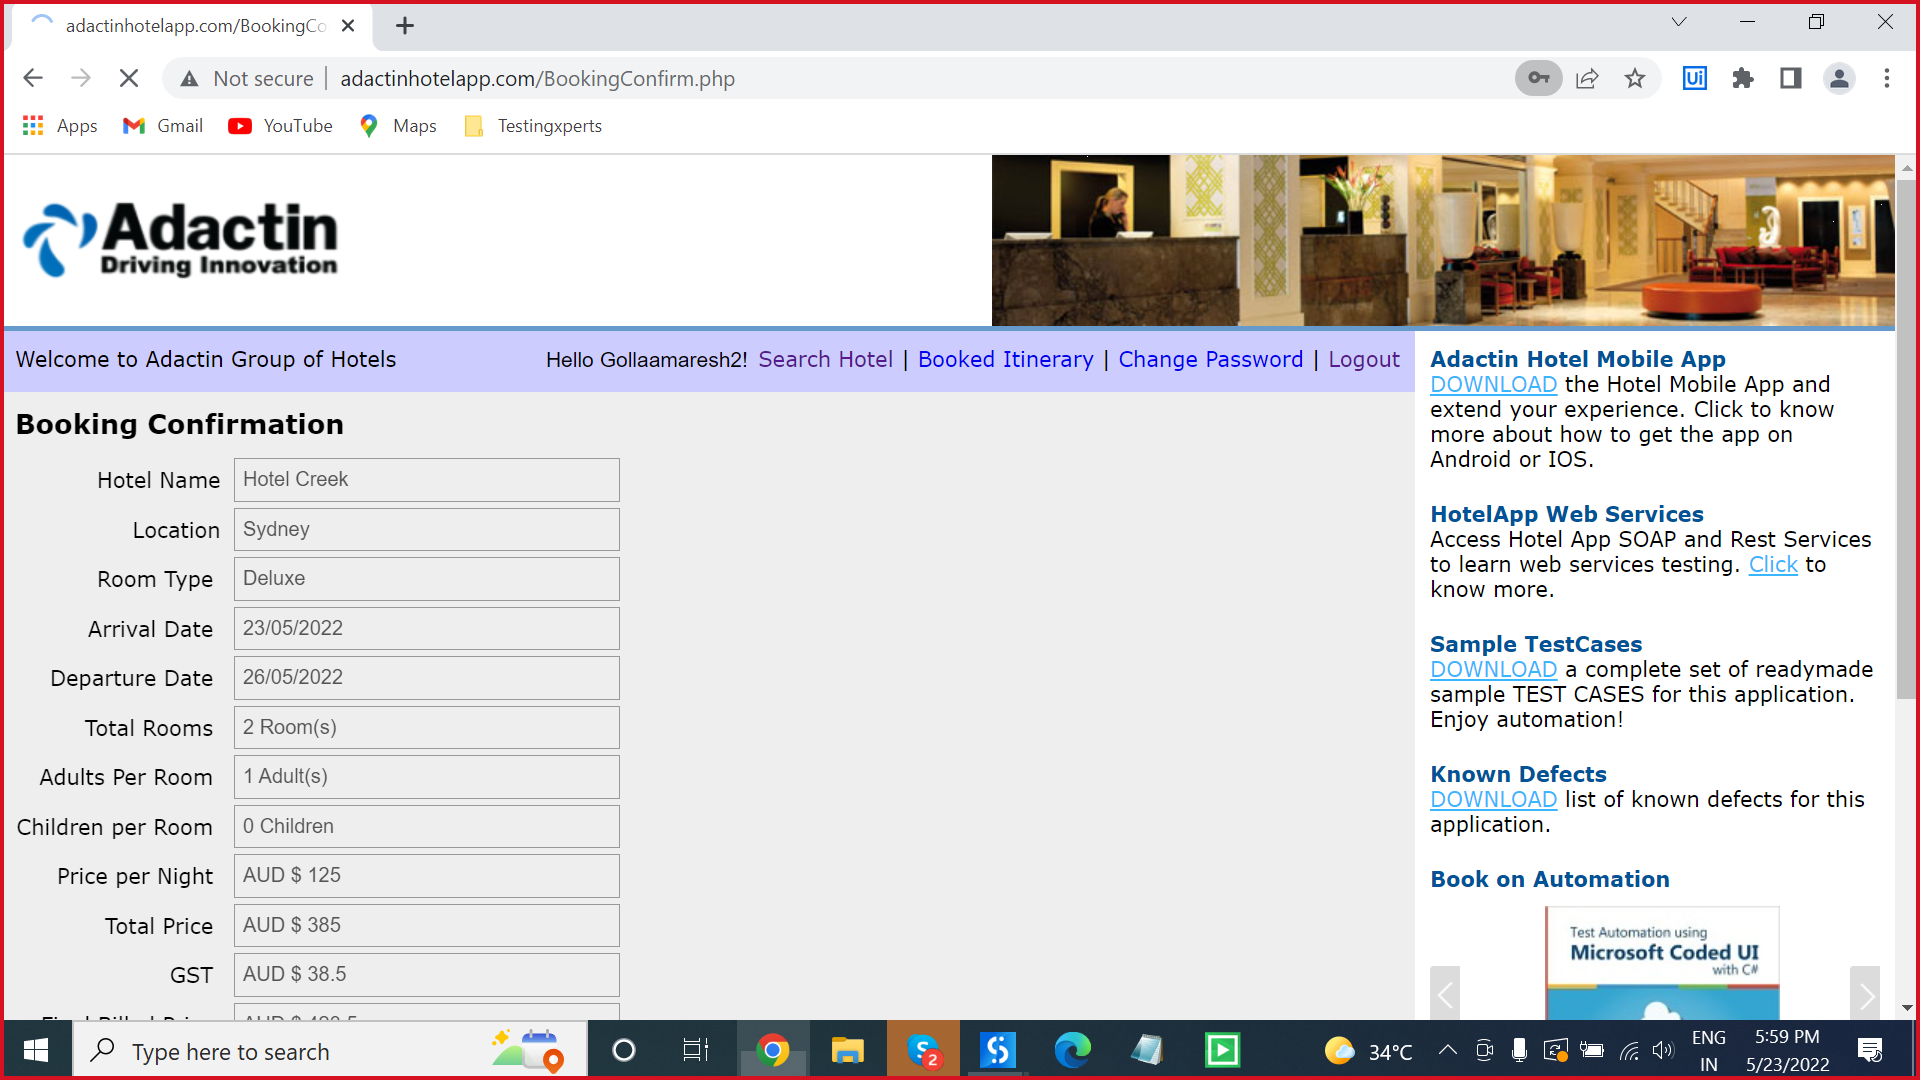 adactinhotelapp.com/BookingCo
Not secure adactinhotelapp.com/BookingConfirm.php
Apps Gmail YouTube Maps Testingxperts
Adactin
Driving Innovation
Welcome to Adactin Group of Hotels
Hello Gollaamaresh2! Search Hotel | Booked Itinerary | Change Password | Logout
Booking Confirmation
Hotel Name Hotel Creek
Location Sydney
Room Type Deluxe
Arrival Date 23/05/2022
Departure Date 26/05/2022
Total Rooms 2 Room(s)
Adults Per Room 1 Adult(s)
Children per Room 0 Children
Price per Night AUD $ 125
Total Price AUD $ 385
GST AUD $ 38.5
Adactin Hotel Mobile App
DOWNLOAD the Hotel Mobile App and
extend your experience. Click to know
more about how to get the app on
Android or IOS.
HotelApp Web Services
Access Hotel App SOAP and Rest Services
to learn web services testing. Click to
know more.
Sample TestCases
DOWNLOAD a complete set of readymade
sample TEST CASES for this application.
Enjoy automation!
Known Defects
DOWNLOAD list of known defects for this
application.
Book on Automation
Test Automation using
Microsoft Coded UI
with C#
Type here to search
2
34°C
ENG
IN
5:59 PM
5/23/2022